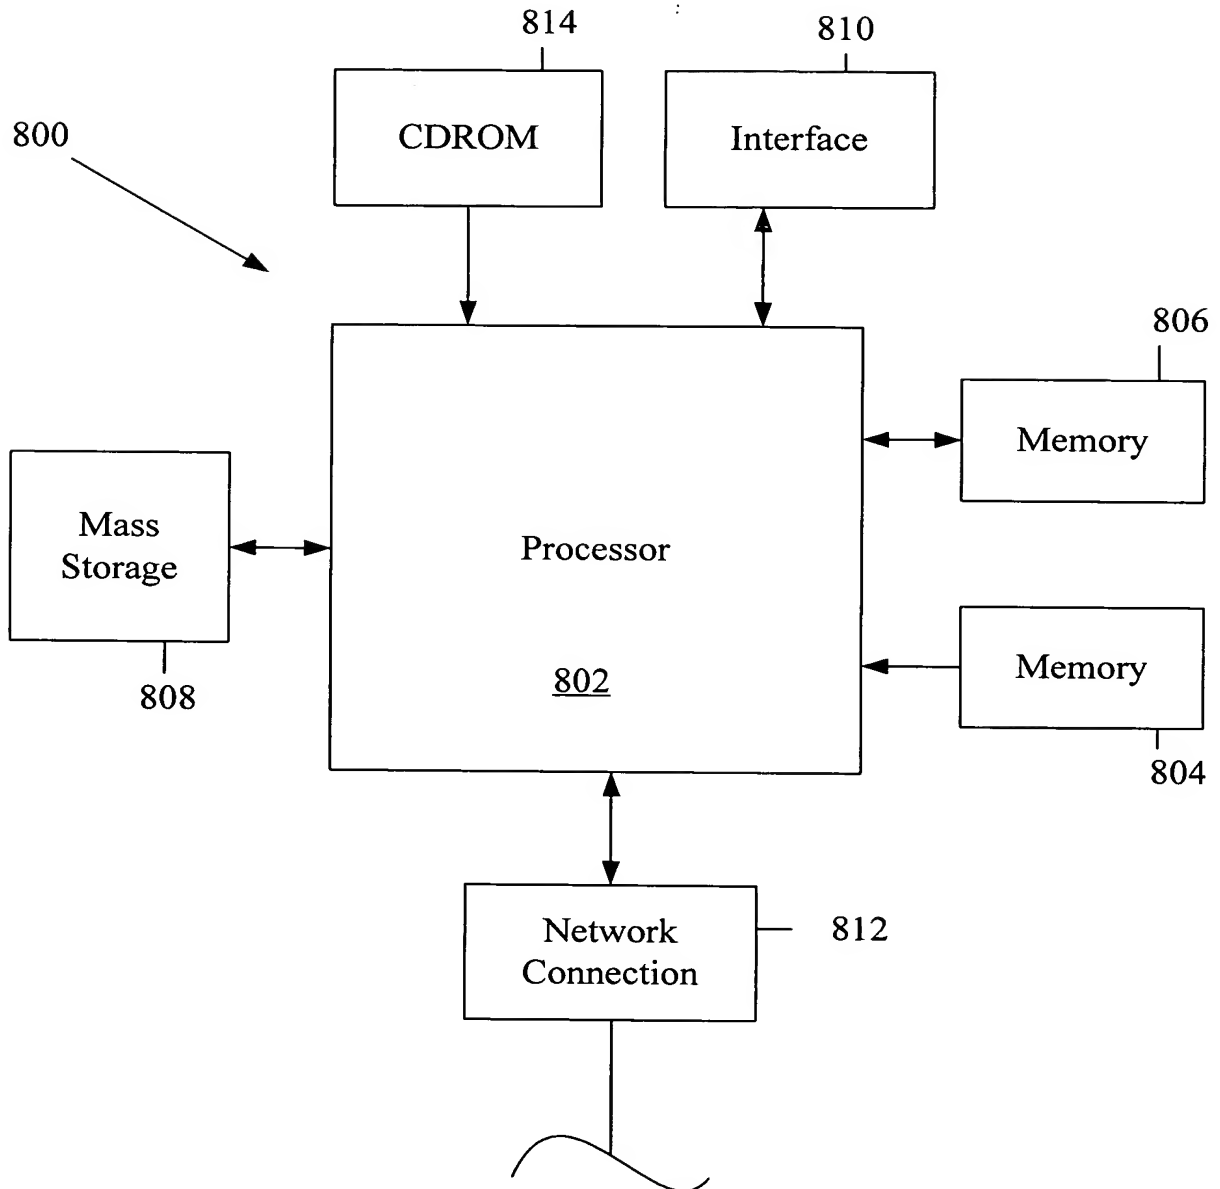 814
810
800
CDROM
Interface
806
Memory
Mass
Storage
Processor
Memory
802
808
804
Network
Connection
812